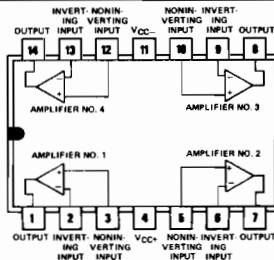 INVERT- NONIN- NONIN- INVERT-
ING VERTING VERTING ING
OUTPUT INPUT INPUT VCC– INPUT INPUT OUTPUT
14 13 12 11 10 9 8
AMPLIFIER NO. 4 AMPLIFIER NO. 3
AMPLIFIER NO. 1 AMPLIFIER NO. 2
1 2 3 4 5 6 7
OUTPUT INVERT- NONIN- VCC+ NONIN- INVERT- OUTPUT
ING VERTING VERTING ING
INPUT INPUT INPUT INPUT